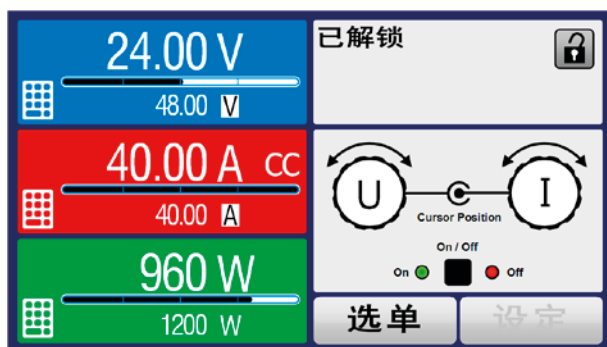 24.00 V
48.00 V
40.00 A CC
40.00 A
960 W
1200 W
已解锁
U
I
Cursor Position
On / Off
On
Off
选单
设定